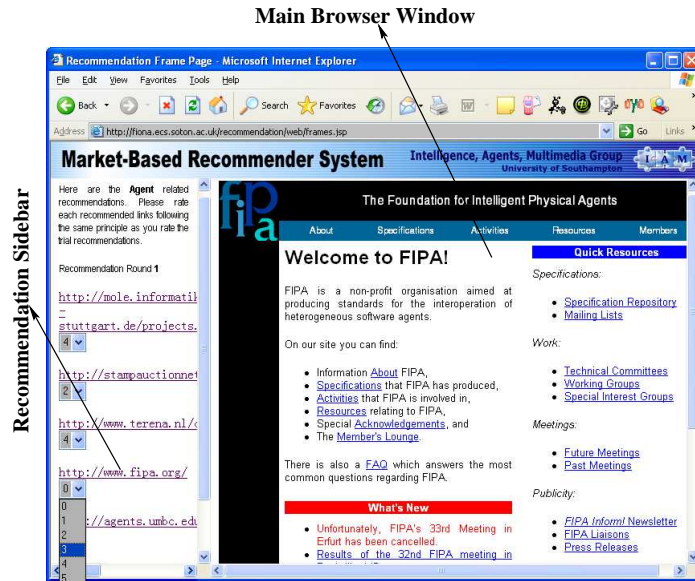 Main Browser Window
Recommendation Sidebar
Recommendation Frame Page - Microsoft Internet Explorer
File Edit View Favorites Tools Help
Back Search Favorites
Address http://fiona.ecs.soton.ac.uk/recommendation/web/frames.jsp Go Links
Market-Based Recommender System
Intelligence, Agents, Multimedia Group
University of Southampton
I A M
Here are the Agent related
recommendations. Please rate
each recommended links following
the same principle as you rate the
trial recommendations.
Recommendation Round 1
http://mole.informatik
-
stuttgart.de/projects.
4
http://stampauctionnet
2
http://www.terena.nl/c
4
http://www.fipa.org/
0
0
1
2
3
4
5
://agents.umbc.edu
fipa
The Foundation for Intelligent Physical Agents
About Specifications Activities Resources Members
Welcome to FIPA!
FIPA is a non-profit organisation aimed at
producing standards for the interoperation of
heterogeneous software agents.
On our site you can find:
• Information About FIPA,
• Specifications that FIPA has produced,
• Activities that FIPA is involved in,
• Resources relating to FIPA,
• Special Acknowledgements, and
• The Member's Lounge.
There is also a FAQ which answers the most
common questions regarding FIPA.
What's New
• Unfortunately, FIPA's 33rd Meeting in
Erfurt has been cancelled.
• Results of the 32nd FIPA meeting in
Quick Resources
Specifications:
• Specification Repository
• Mailing Lists
Work:
• Technical Committees
• Working Groups
• Special Interest Groups
Meetings:
• Future Meetings
• Past Meetings
Publicity:
• FIPA Inform! Newsletter
• FIPA Liaisons
• Press Releases